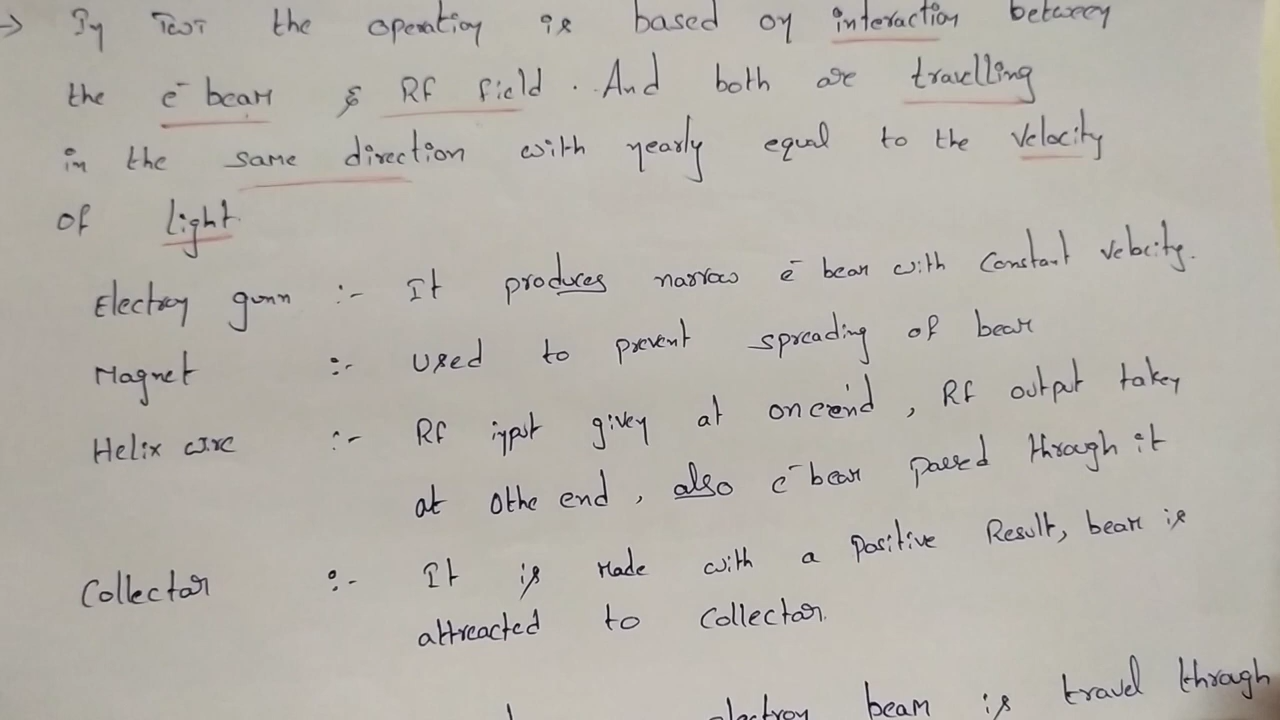 → In TWT the operation is based on interaction between
the e⁻ beam & RF field. And both are travelling
in the same direction with nearly equal to the velocity
of light.
Electron gunn :- It produces narrow e⁻ beam with constant velocity.
Magnet :- used to prevent spreading of beam
Helix wire :- RF input given at one end, RF output taken
at othe end, also e⁻ beam passed through it
Collector :- It is made with a positive Result, beam is
attreacted to collector.
electron beam is travel through